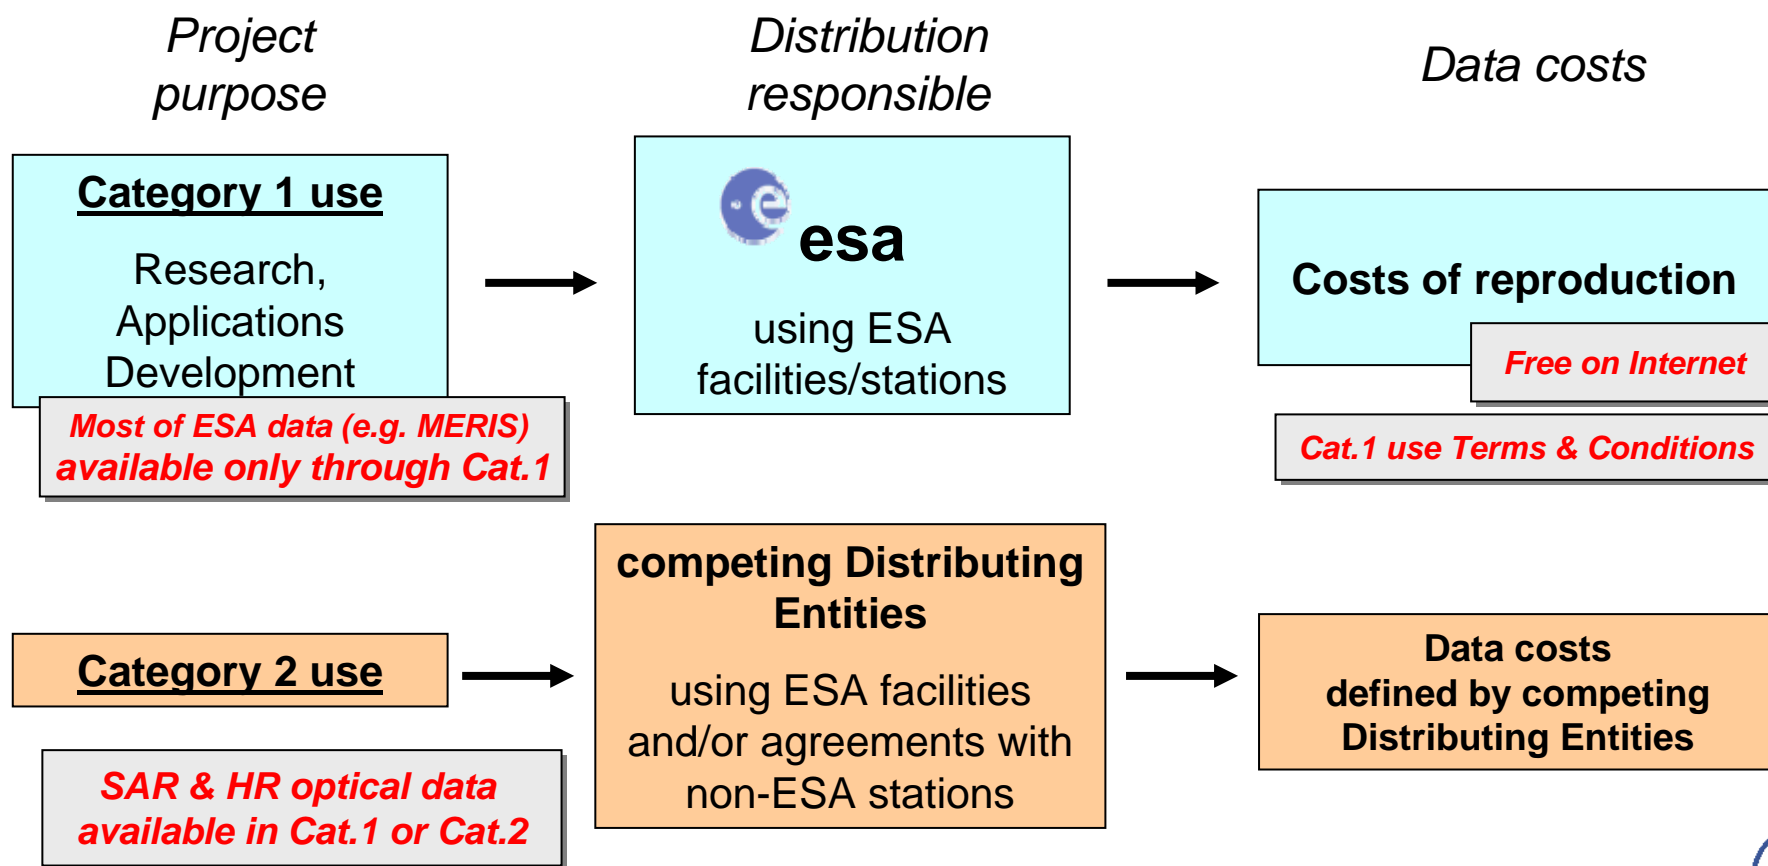 Project
purpose
Distribution
responsible
Data costs
Category 1 use
Research,
Applications
Development
Most of ESA data (e.g. MERIS)
available only through Cat.1
esa
using ESA
facilities/stations
Costs of reproduction
Free on Internet
Cat.1 use Terms & Conditions
Category 2 use
SAR & HR optical data
available in Cat.1 or Cat.2
competing Distributing
Entities
using ESA facilities
and/or agreements with
non-ESA stations
Data costs
defined by competing
Distributing Entities